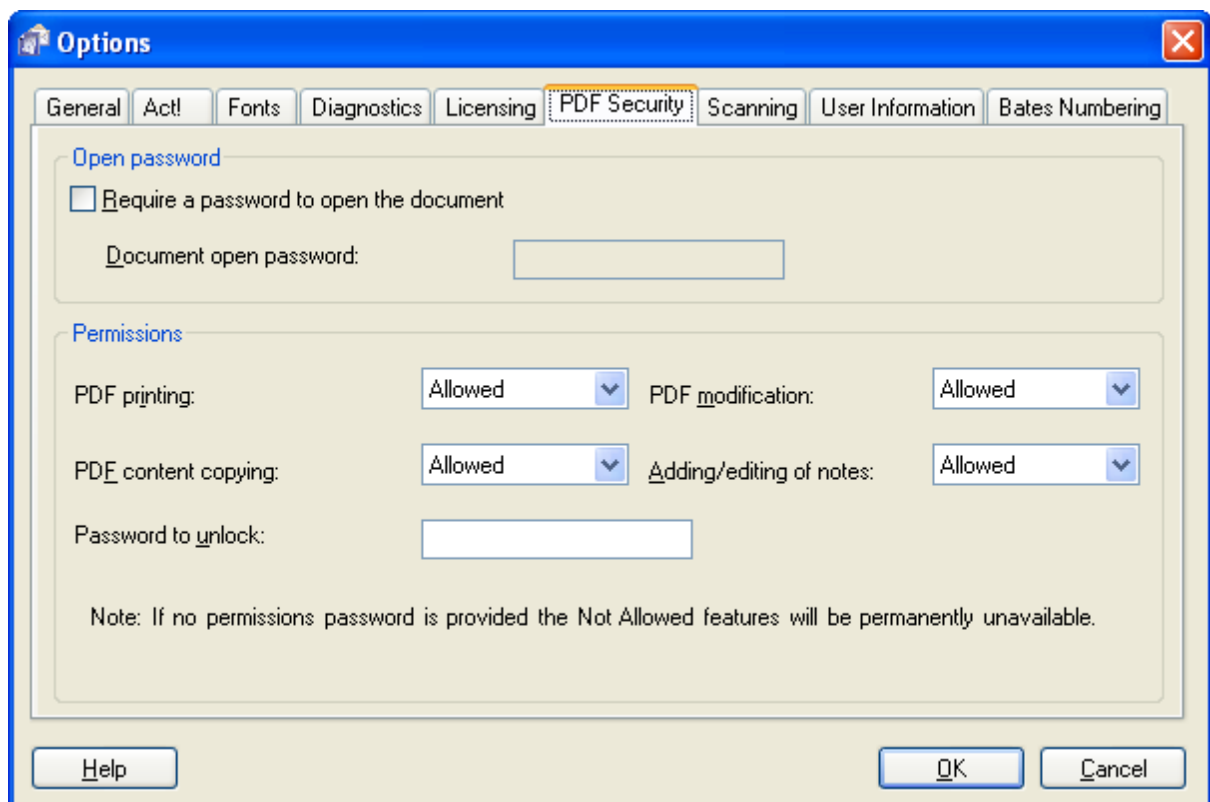 Options
General Act! Fonts Diagnostics Licensing PDF Security Scanning User Information Bates Numbering
Open password
Require a password to open the document
Document open password:
Permissions
PDF printing: Allowed PDF modification: Allowed
PDF content copying: Allowed Adding/editing of notes: Allowed
Password to unlock:
Note: If no permissions password is provided the Not Allowed features will be permanently unavailable.
Help OK Cancel